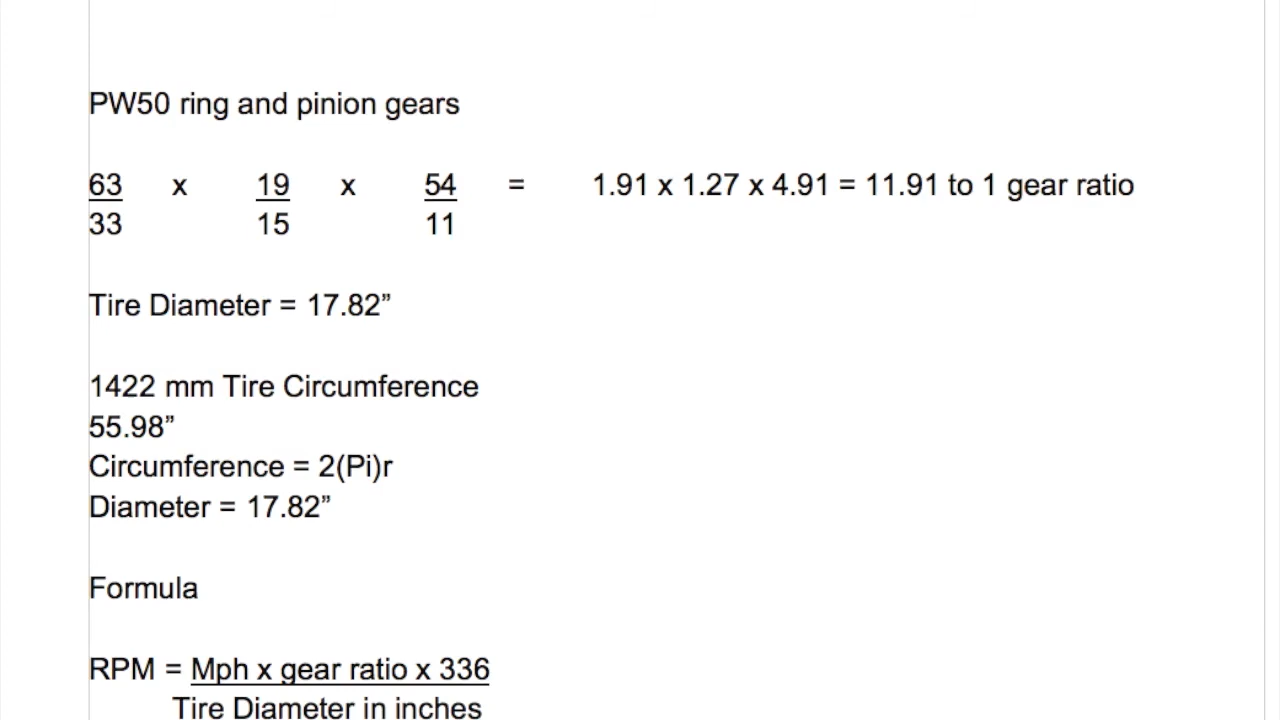 PW50 ring and pinion gears
63 x 19 x 54 = 1.91 x 1.27 x 4.91 = 11.91 to 1 gear ratio
33 15 11
Tire Diameter = 17.82”
1422 mm Tire Circumference
55.98”
Circumference = 2(Pi)r
Diameter = 17.82”
Formula
RPM = Mph x gear ratio x 336
Tire Diameter in inches